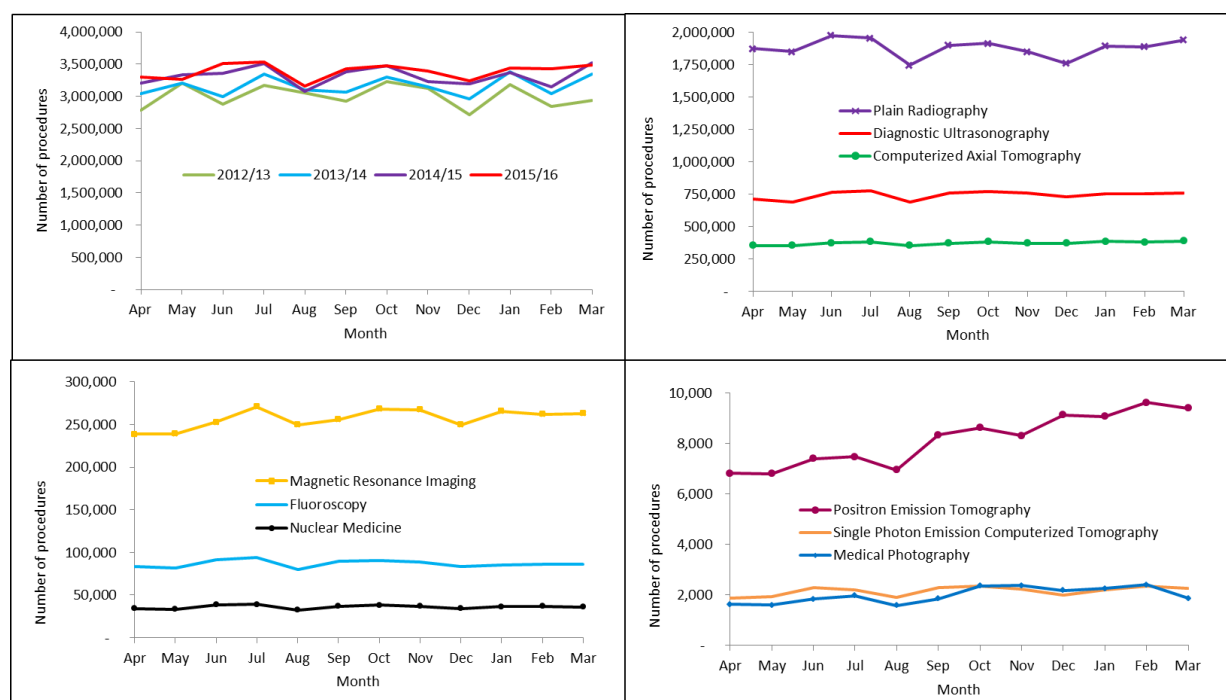 4,000,000
3,500,000
3,000,000
2,500,000
2,000,000
1,500,000
1,000,000
500,000
-
Number of procedures
2012/13 2013/14 2014/15 2015/16
Apr May Jun Jul Aug Sep Oct Nov Dec Jan Feb Mar
Month
2,000,000
1,750,000
1,500,000
1,250,000
1,000,000
750,000
500,000
250,000
-
Number of procedures
Plain Radiography
Diagnostic Ultrasonography
Computerized Axial Tomography
Apr May Jun Jul Aug Sep Oct Nov Dec Jan Feb Mar
Month
300,000
250,000
200,000
150,000
100,000
50,000
-
Number of procedures
Magnetic Resonance Imaging
Fluoroscopy
Nuclear Medicine
Apr May Jun Jul Aug Sep Oct Nov Dec Jan Feb Mar
Month
10,000
8,000
6,000
4,000
2,000
-
Number of procedures
Positron Emission Tomography
Single Photon Emission Computerized Tomography
Medical Photography
Apr May Jun Jul Aug Sep Oct Nov Dec Jan Feb Mar
Month